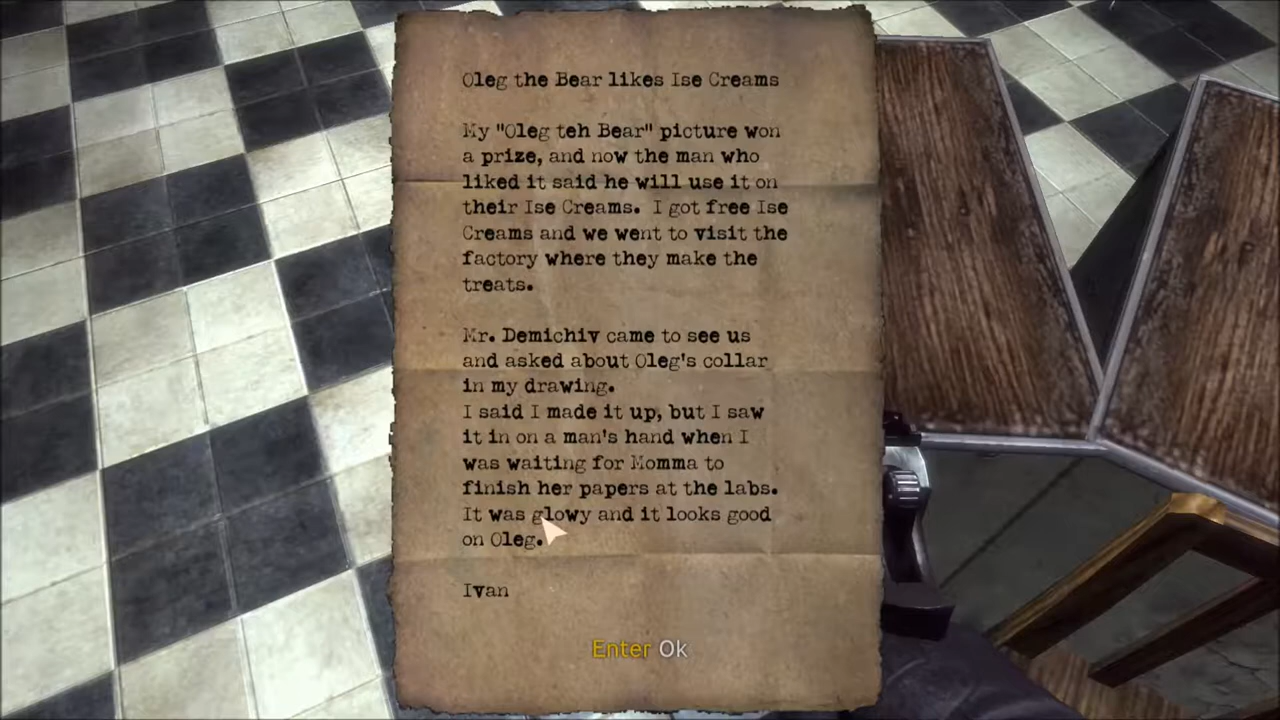 Oleg the Bear likes Ise Creams
My "Oleg teh Bear" picture won
a prize, and now the man who
liked it said he will use it on
their Ise Creams. I got free Ise
Creams and we went to visit the
factory where they make the
treats.
Mr. Demichiv came to see us
and asked about Oleg's collar
in my drawing.
I said I made it up, but I saw
it in on a man's hand when I
was waiting for Momma to
finish her papers at the labs.
It was glowy and it looks good
on Oleg.
Ivan
Enter Ok